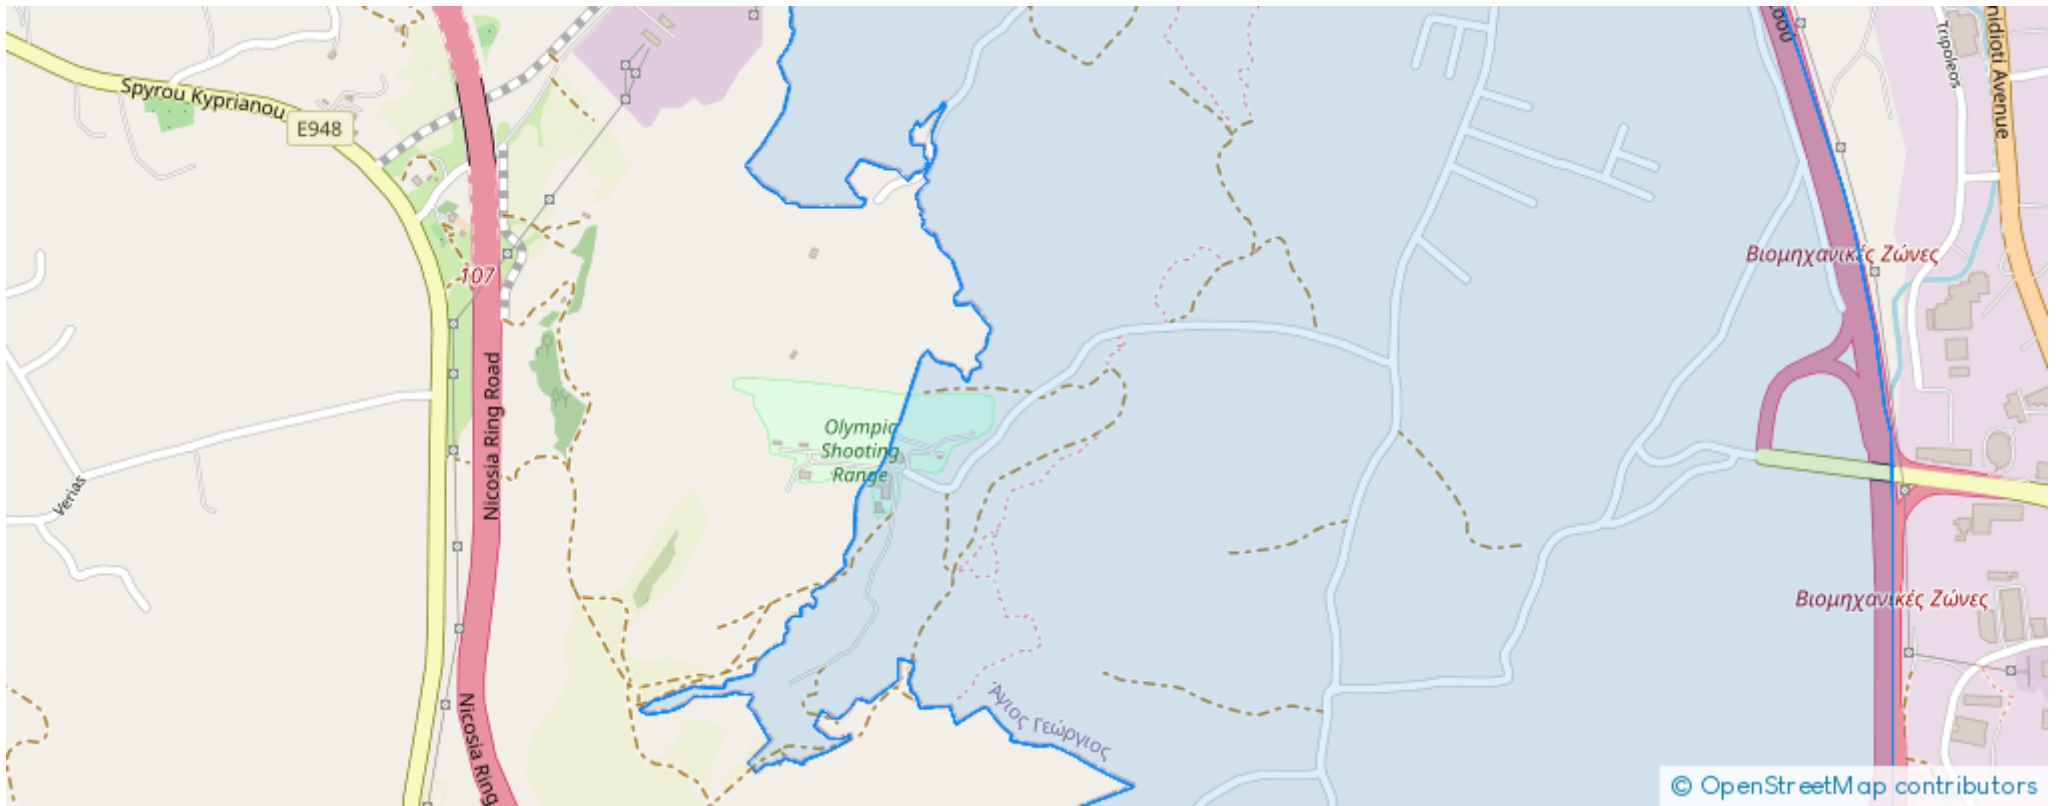 Spyrou Kyprianou
E948
107
Nicosia Ring Road
Nicosia Ring
Verias
Olympic
Shooting
Range
Άγιος Γεώργιος
Βιομηχανικές Ζώνες
Βιομηχανικές Ζώνες
Tripoleos
Avenue
© OpenStreetMap contributors